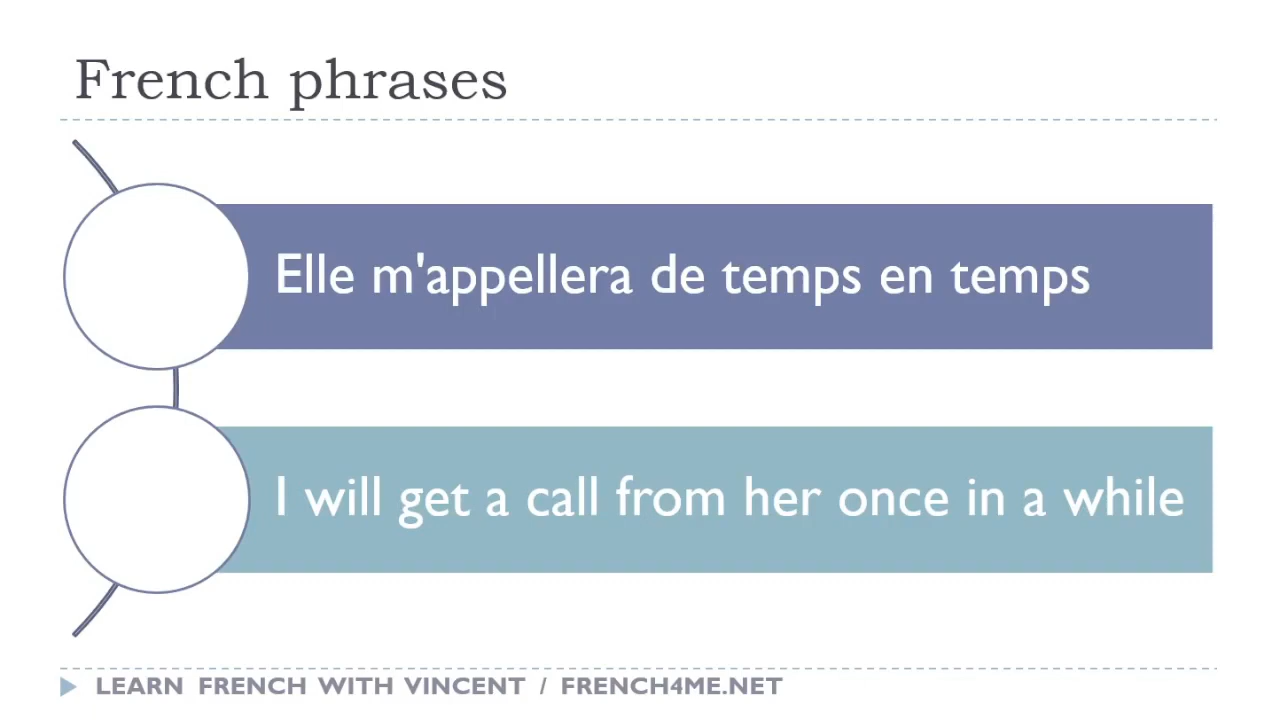 French phrases
Elle m'appellera de temps en temps
I will get a call from her once in a while
LEARN FRENCH WITH VINCENT / FRENCH4ME.NET